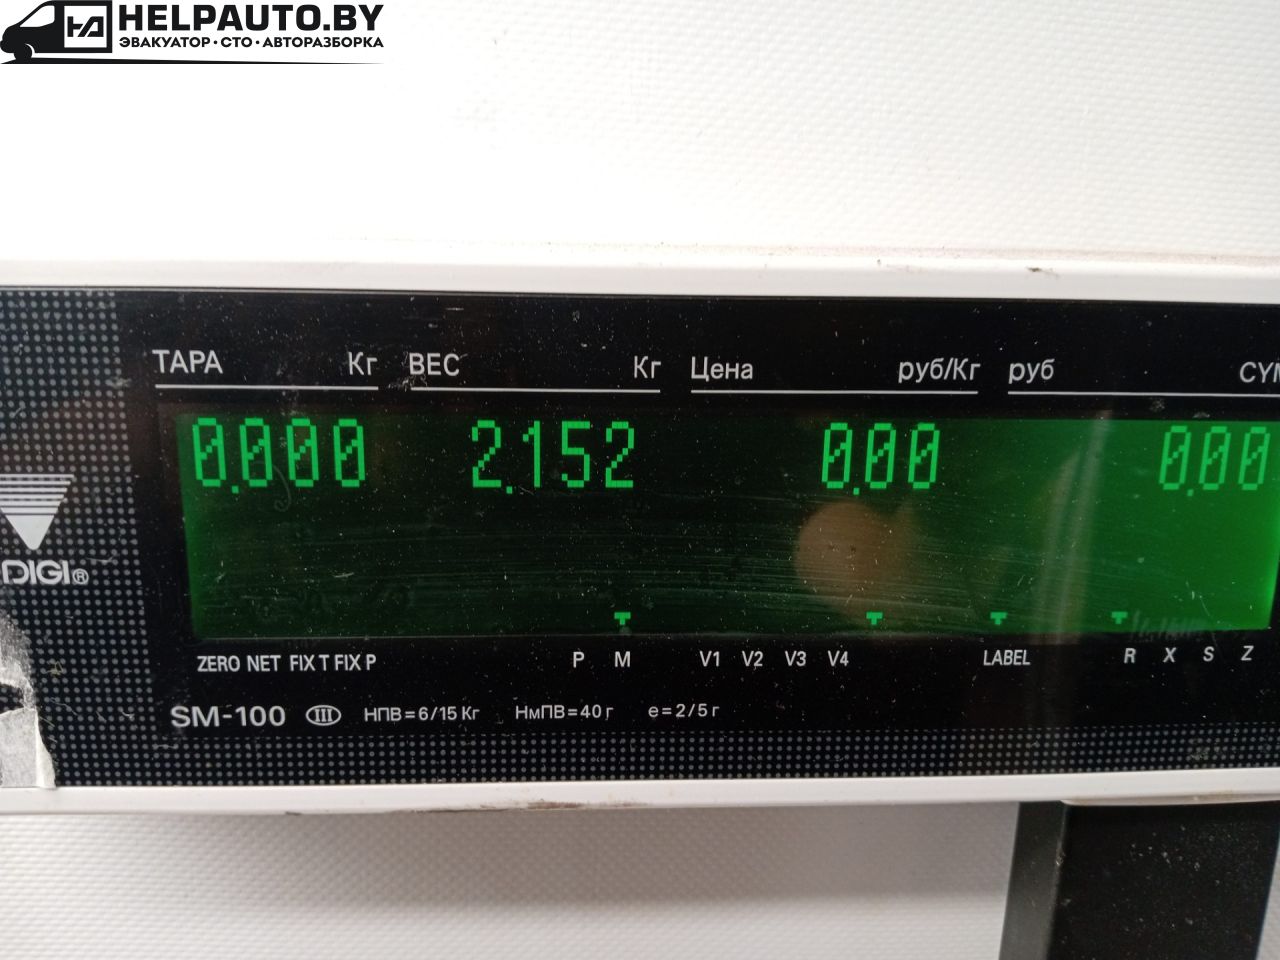 HELPAUTO.BY
ЭВАКУАТОР·СТО·АВТОРАЗБОРКА
ТАРА Кг ВЕС Кг Цена руб/Кг руб
0.000 2.152 0.00 0.00
DIGI®
ZERO NET FIX T FIX P P M V1 V2 V3 V4 LABEL R X S Z
SM-100 III НПВ=6/15 Кг НмПВ=40 г е=2/5 г